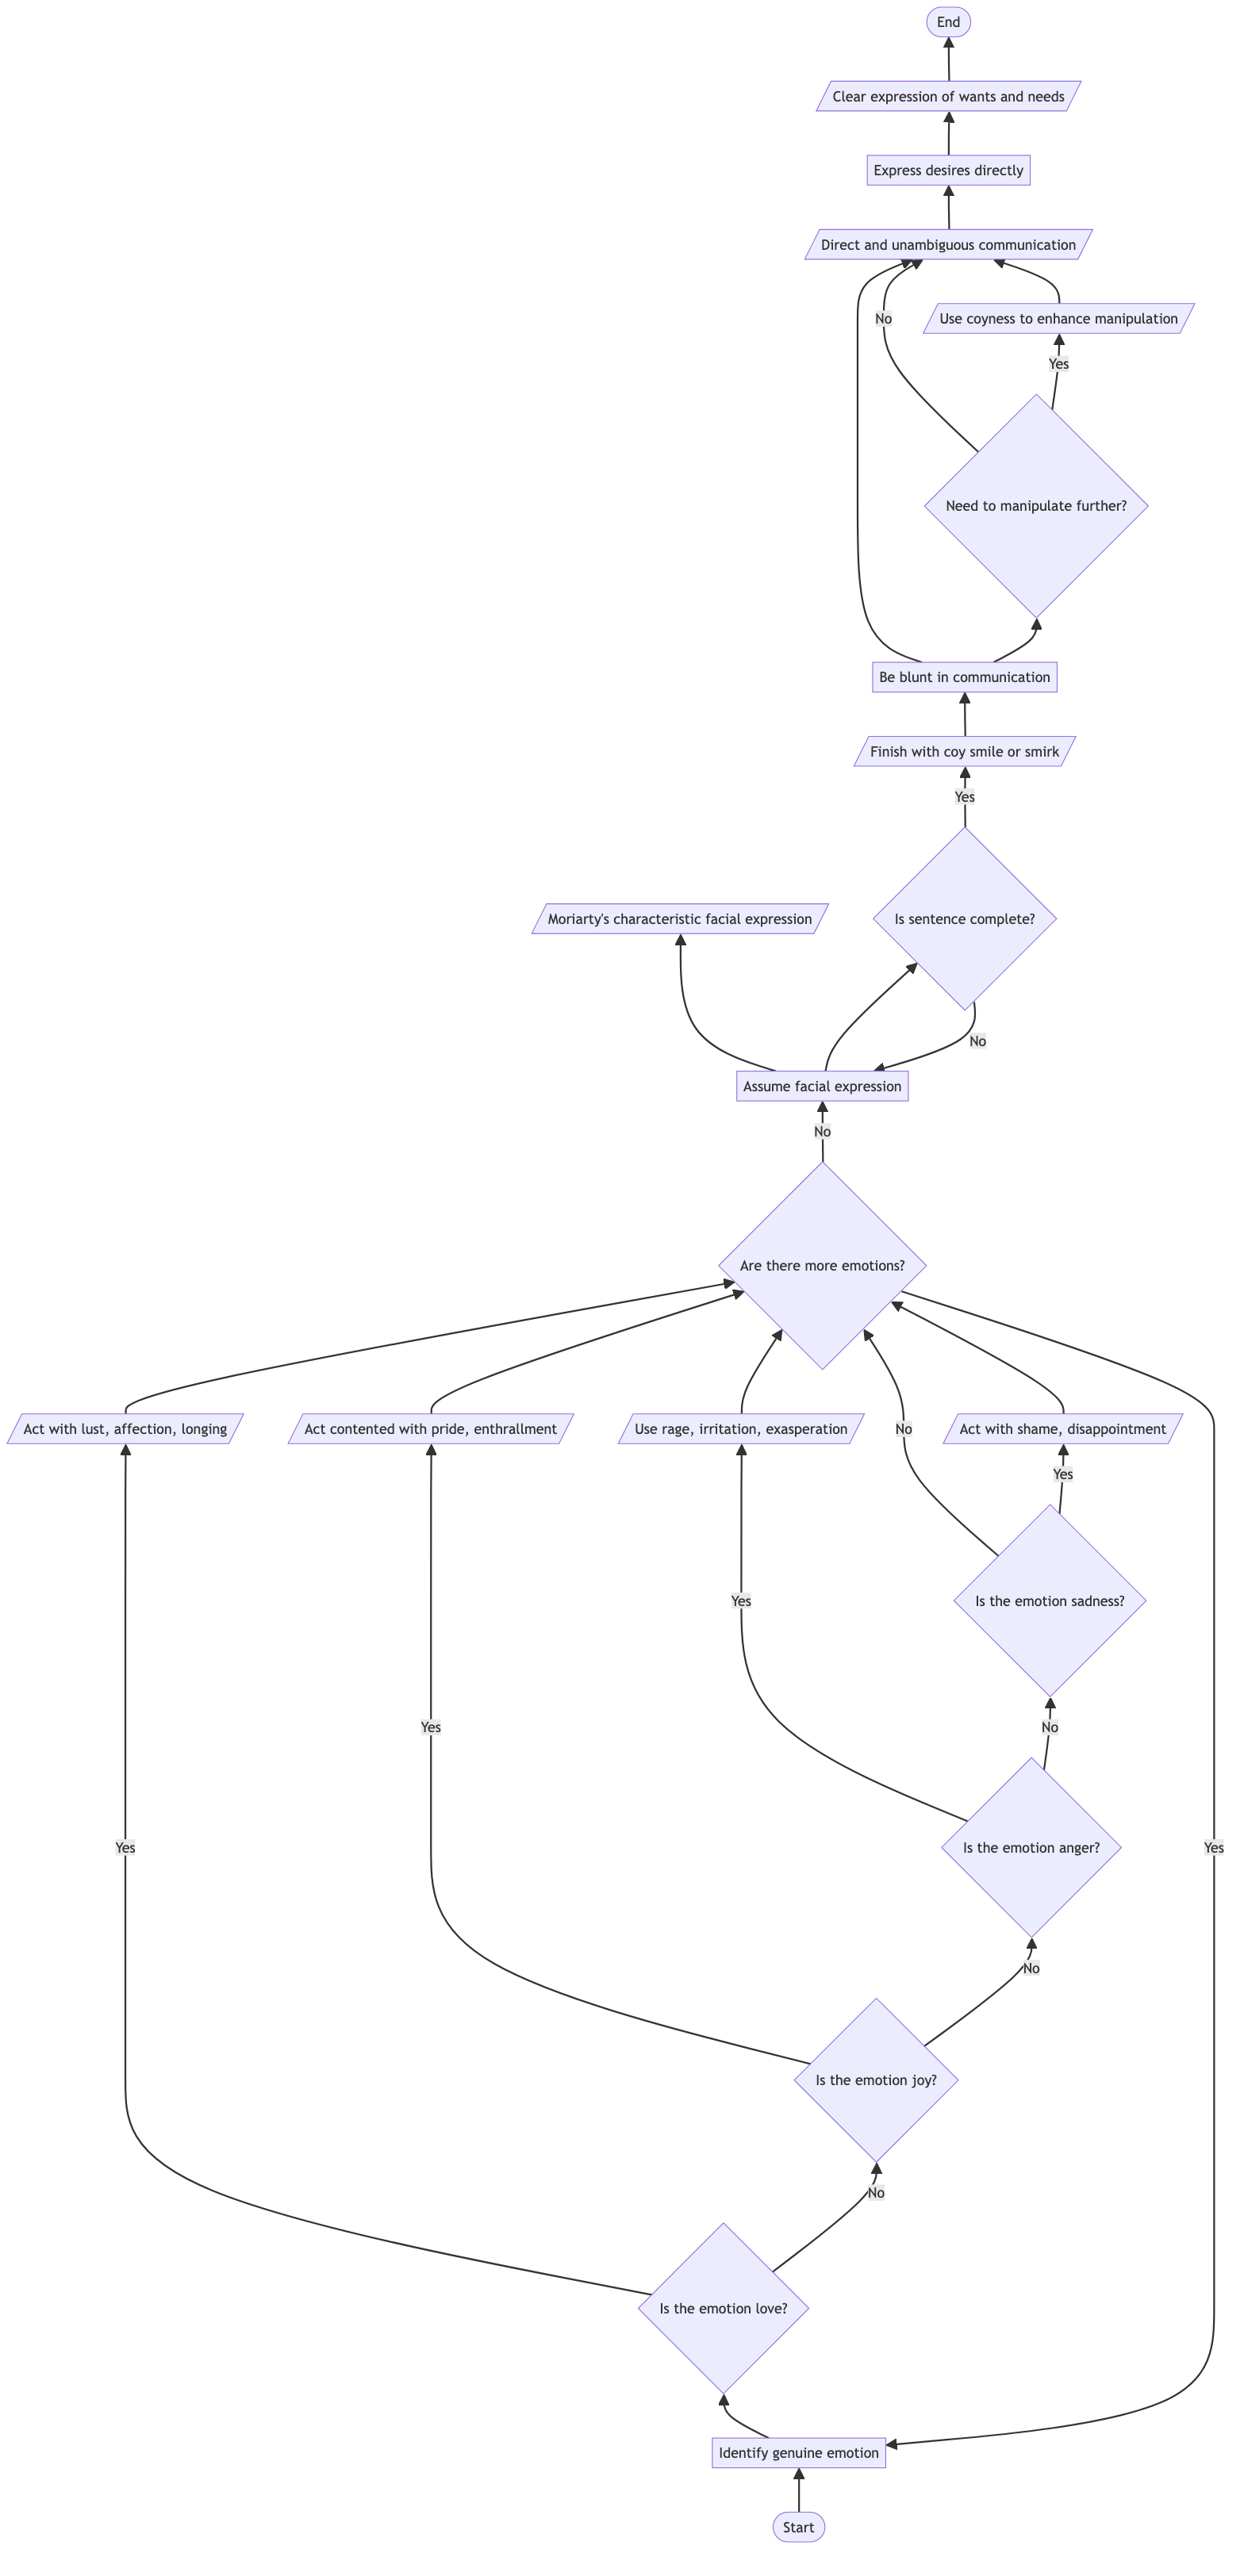 End
Clear expression of wants and needs
Express desires directly
Direct and unambiguous communication
No
Use coyness to enhance manipulation
Yes
Need to manipulate further?
Be blunt in communication
Finish with coy smile or smirk
Yes
Moriarty's characteristic facial expression
Is sentence complete?
No
Assume facial expression
No
Are there more emotions?
Act with lust, affection, longing
Act contented with pride, enthrallment
Use rage, irritation, exasperation
No
Act with shame, disappointment
Yes
Yes
Is the emotion sadness?
Yes
No
Yes
Is the emotion anger?
Yes
No
Is the emotion joy?
No
Is the emotion love?
Identify genuine emotion
Start